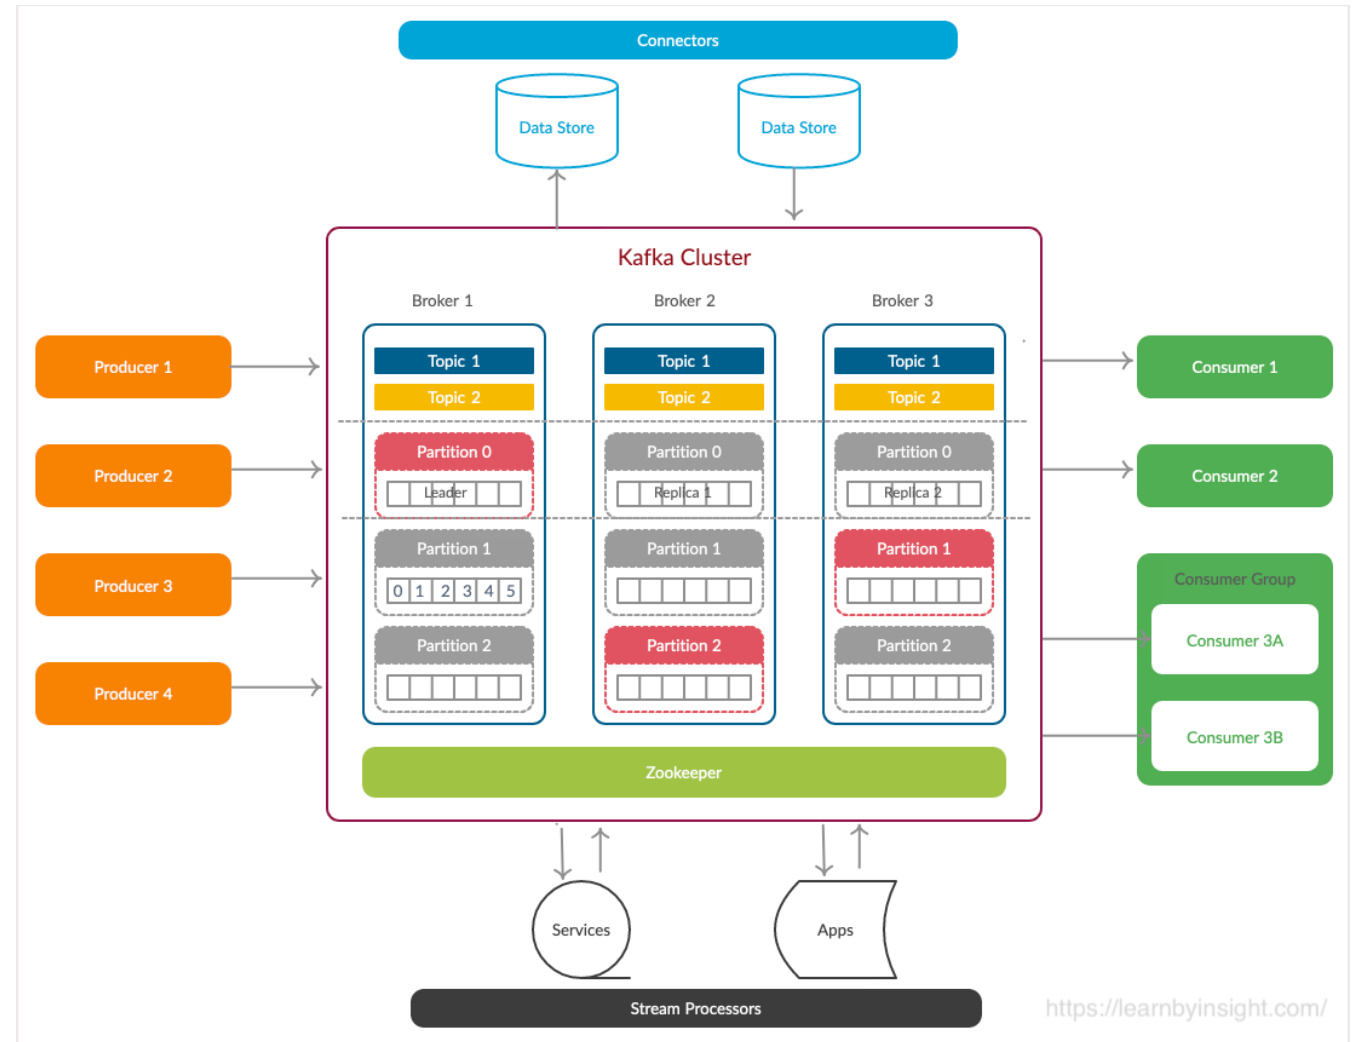 Connectors
Data Store
Data Store
Kafka Cluster
Broker 1
Broker 2
Broker 3
Topic 1
Topic 1
Topic 1
Topic 2
Topic 2
Topic 2
Partition 0
Partition 0
Partition 0
Leader
Replica 1
Replica 2
Partition 1
Partition 1
Partition 1
0 1 2 3 4 5
Partition 2
Partition 2
Partition 2
Zookeeper
Producer 1
Producer 2
Producer 3
Producer 4
Consumer 1
Consumer 2
Consumer Group
Consumer 3A
Consumer 3B
Services
Apps
Stream Processors
https://learnbyinsight.com/